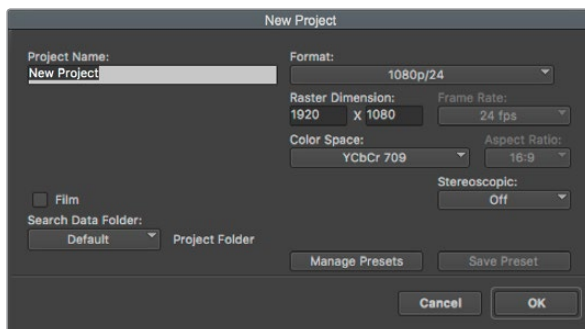 New Project
Project Name:
New Project
Format:
1080p/24
Raster Dimension:
Frame Rate:
1920 X 1080
24 fps
Color Space:
Aspect Ratio:
YCbCr 709
16:9
Stereoscopic:
Off
Film
Search Data Folder:
Default
Project Folder
Manage Presets
Save Preset
Cancel
OK